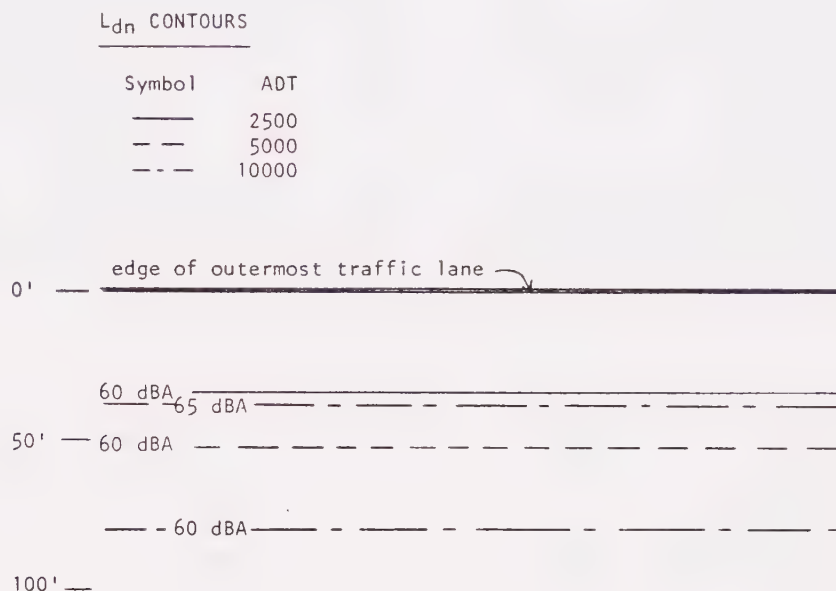 Ldn CONTOURS
Symbol ADT
2500
5000
10000
edge of outermost traffic lane
0'
60 dBA
65 dBA
50' 60 dBA
60 dBA
100'